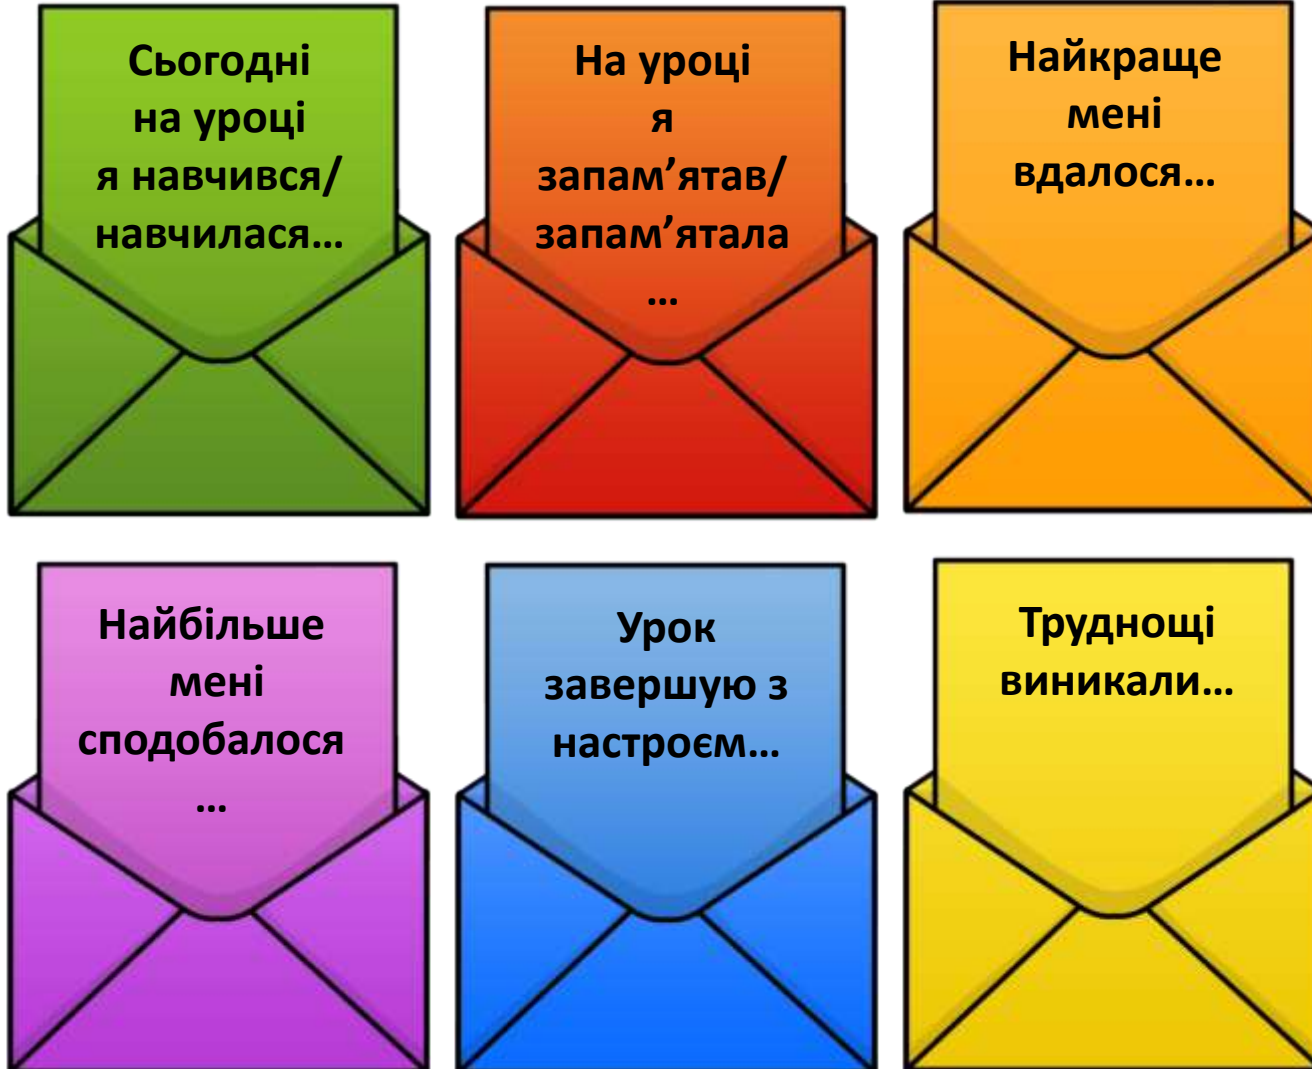 Сьогодні
на уроці
я навчився/
навчилася…
На уроці
я
запам’ятав/
запам’ятала
…
Найкраще
мені
вдалося…
Найбільше
мені
сподобалося
…
Урок
завершую з
настроєм…
Труднощі
виникали…